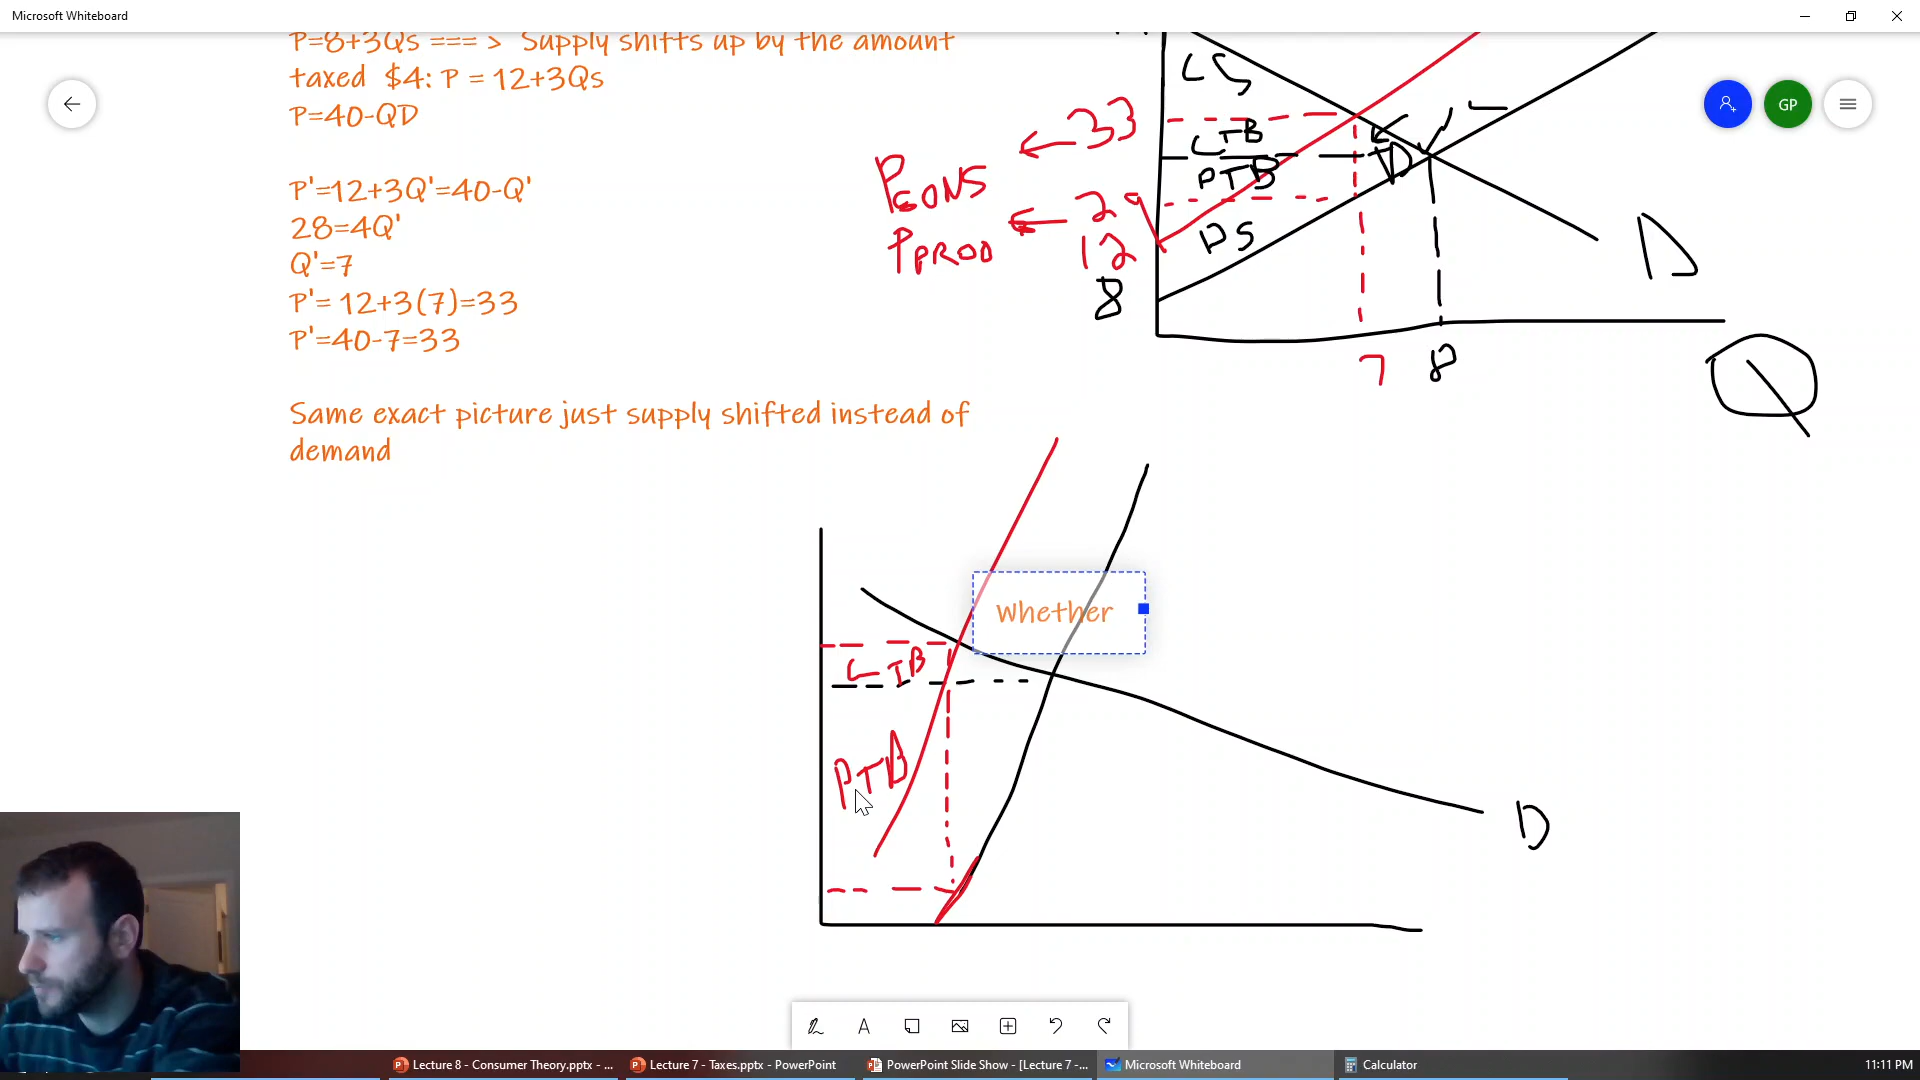 Microsoft Whiteboard
P=8+3Qs === > Supply shifts up by the amount
taxed $4: P = 12+3Qs
P=40-QD
P'=12+3Q'=40-Q'
28=4Q'
Q'=7
P'= 12+3(7)=33
P'=40-7=33
Same exact picture just supply shifted instead of
demand
CS
33
CTB
PTB
PCONS
29
PS
PPROD
12
8
D
7
8
Q
GP
whether
CTB
PTB
D
Lecture 8 - Consumer Theory.pptx - ...
Lecture 7 - Taxes.pptx - PowerPoint
PowerPoint Slide Show - [Lecture 7 -...
Microsoft Whiteboard
Calculator
11:11 PM